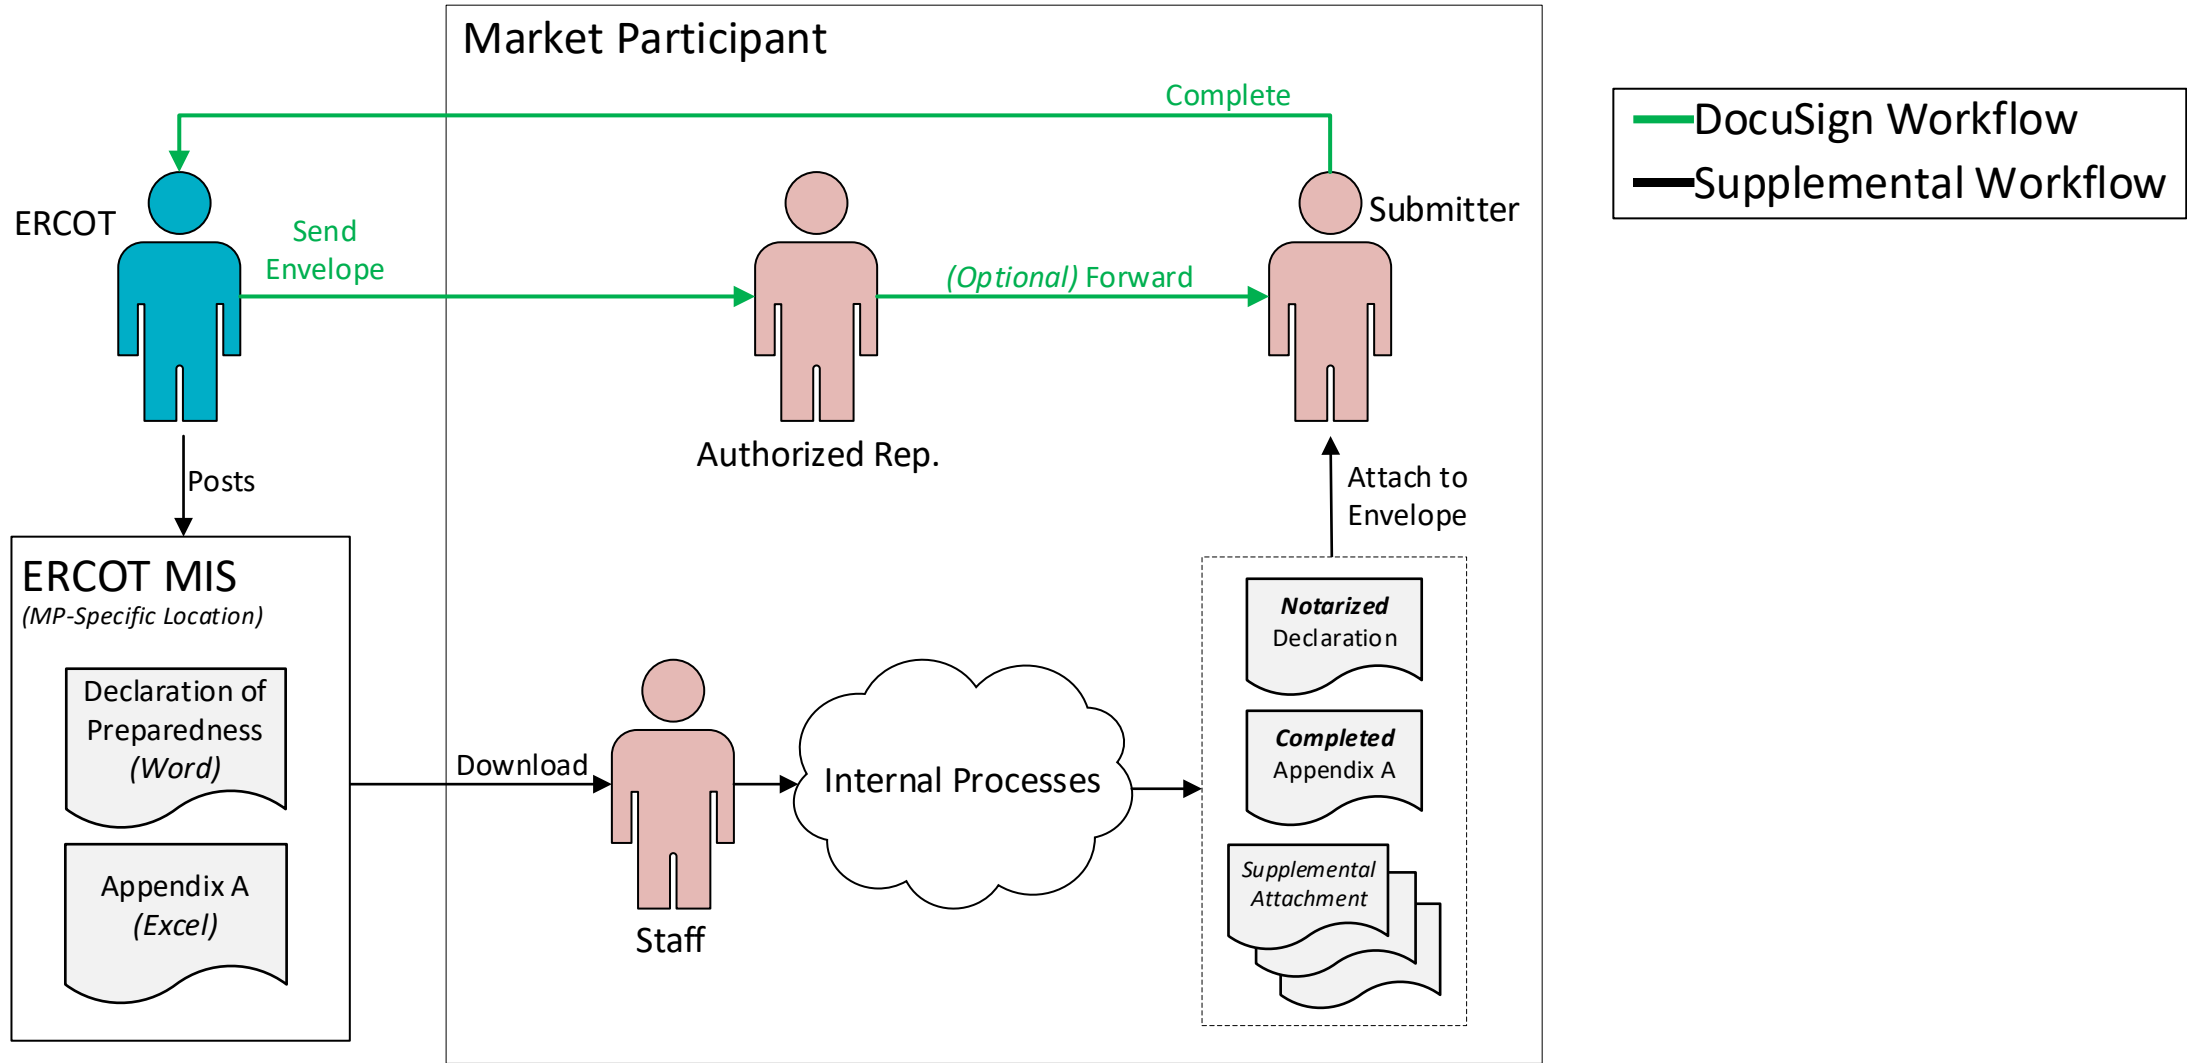 Market Participant
Complete
DocuSign Workflow
Supplemental Workflow
ERCOT
Send
Envelope
(Optional) Forward
Submitter
Authorized Rep.
Posts
Attach to
Envelope
ERCOT MIS
(MP-Specific Location)
Declaration of
Preparedness
(Word)
Appendix A
(Excel)
Download
Staff
Internal Processes
Notarized
Declaration
Completed
Appendix A
Supplemental
Attachment